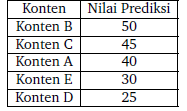 Konten Nilai Prediksi
Konten B 50
Konten C 45
Konten A 40
Konten E 30
Konten D 25